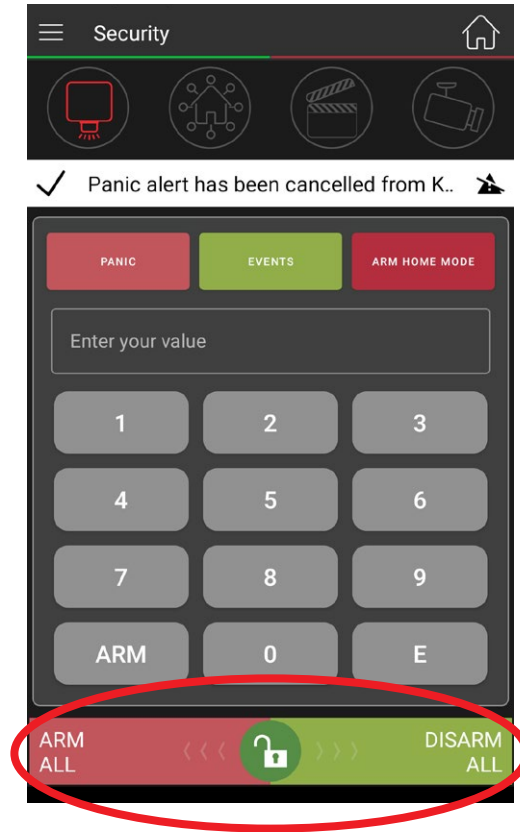 Security
Panic alert has been cancelled from K..
PANIC EVENTS ARM HOME MODE
Enter your value
1 2 3
4 5 6
7 8 9
ARM 0 E
ARM DISARM
ALL ALL